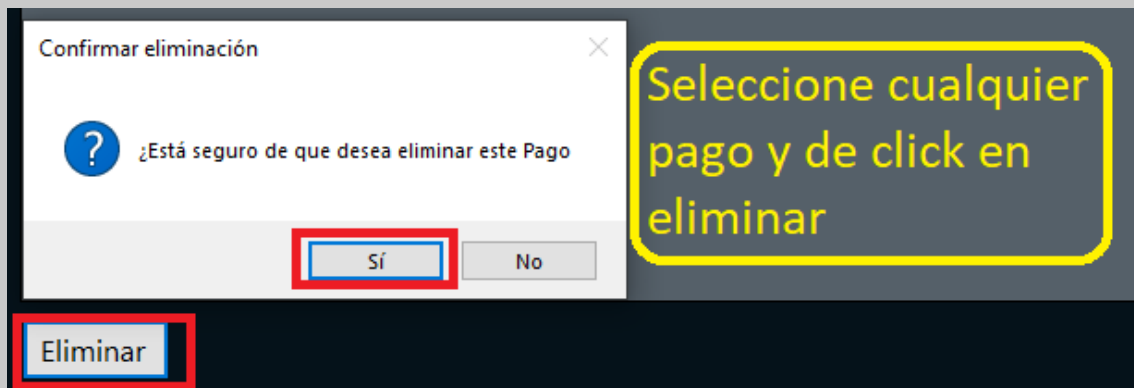 Confirmar eliminación
¿Está seguro de que desea eliminar este Pago
Sí
No
Seleccione cualquier
pago y de click en
eliminar
Eliminar